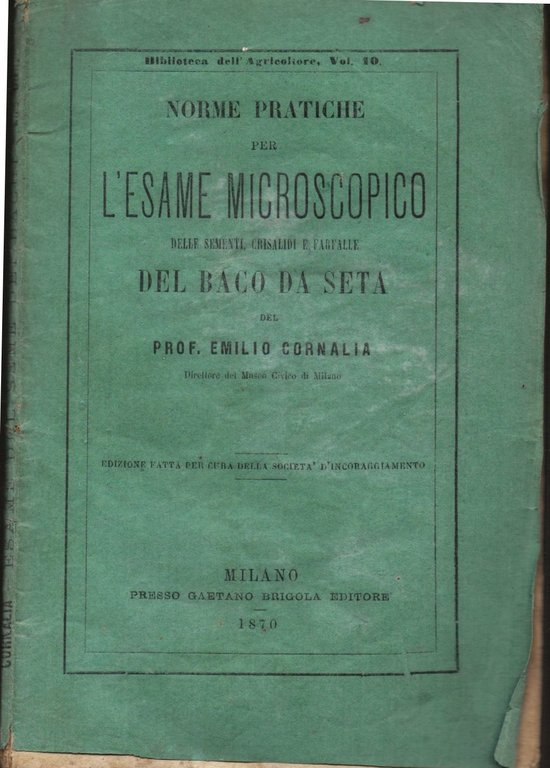 Biblioteca dell'Agricoltore, Vol. 10.
NORME PRATICHE
PER
L'ESAME MICROSCOPICO
DELLE SEMENTI, CRISALIDI E FARFALLE
DEL BACO DA SETA
DEL
PROF. EMILIO CORNALIA
Direttore del Museo Civico di Milano
EDIZIONE FATTA PER CURA DELLA SOCIETA' D'INCORAGGIAMENTO
MILANO
PRESSO GAETANO BRIGOLA EDITORE
1870
CORNALIA